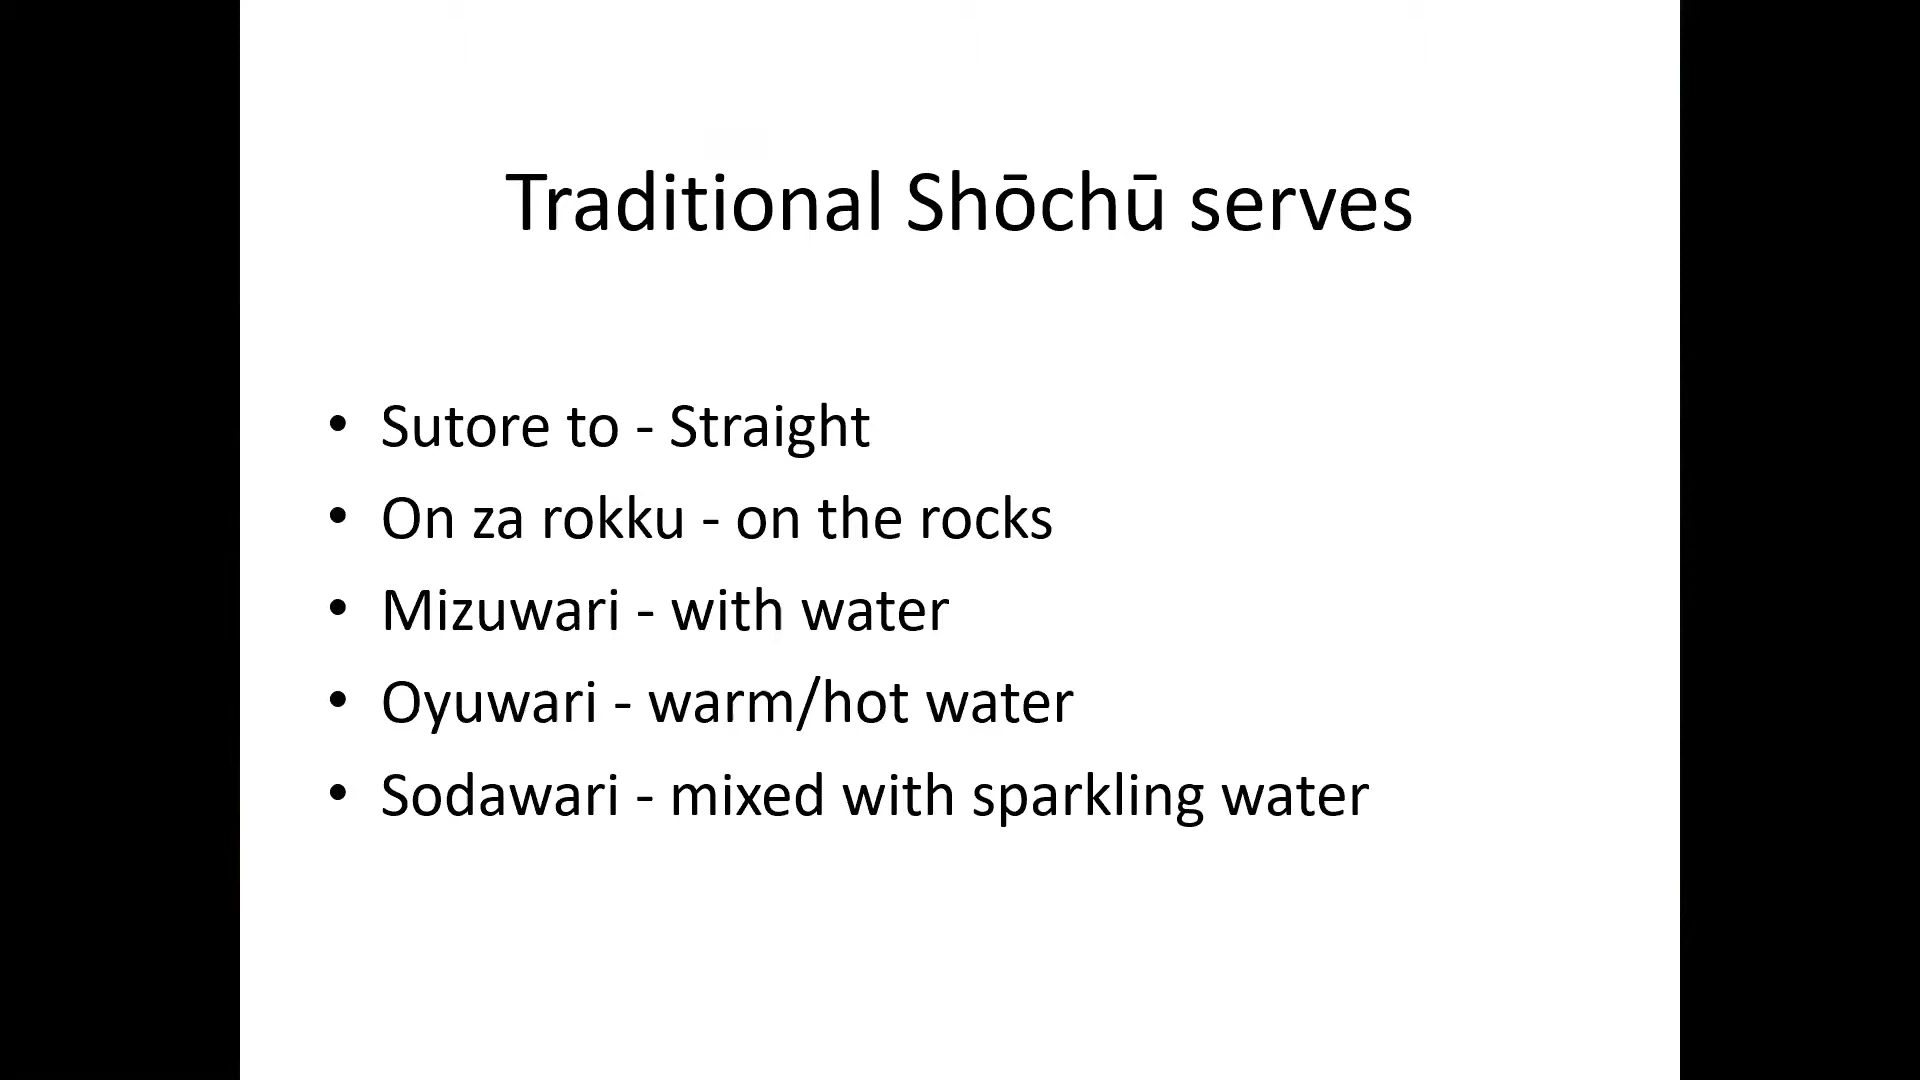 Traditional Shōchū serves
• Sutore to - Straight
• On za rokku - on the rocks
• Mizuwari - with water
• Oyuwari - warm/hot water
• Sodawari - mixed with sparkling water